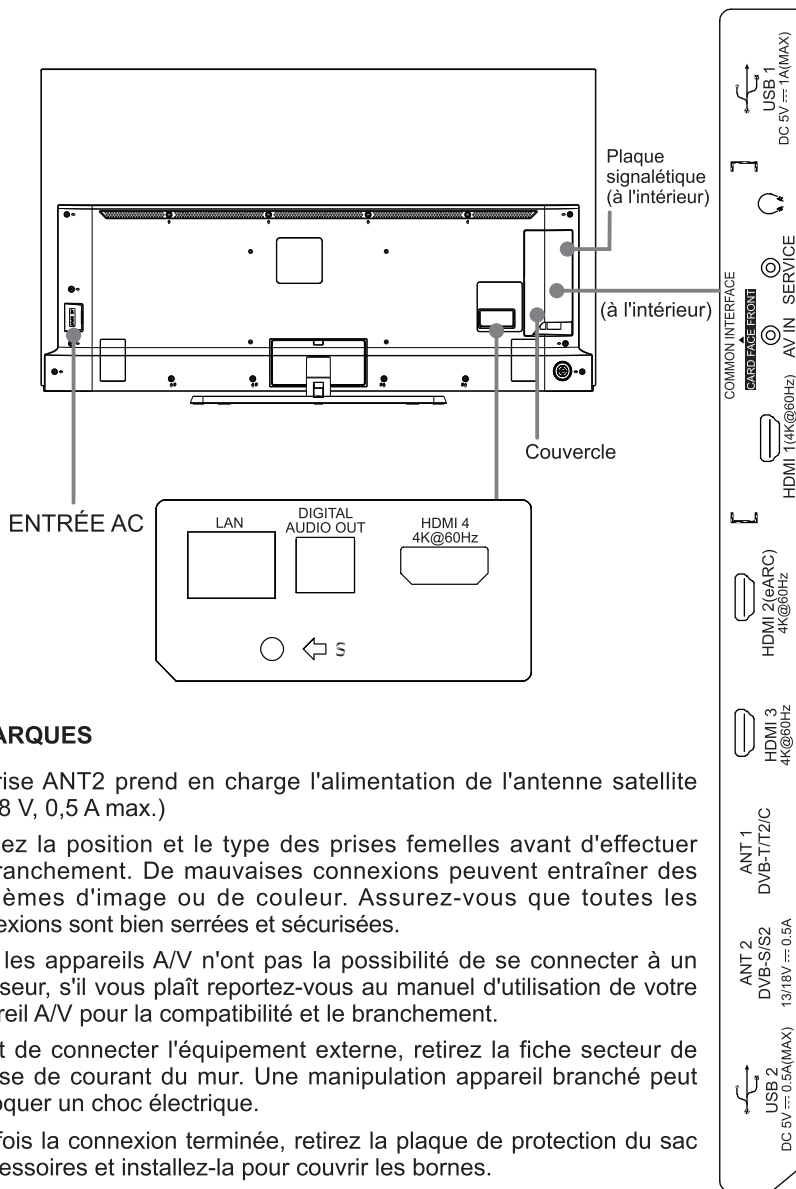 Plaque
signalétique
(à l'intérieur)
(à l'intérieur)
Couvercle
ENTRÉE AC
LAN
DIGITAL
AUDIO OUT
HDMI 4
4K@60Hz
S
USB 1
DC 5V ⎓ 1A(MAX)
SERVICE
AV IN
COMMON INTERFACE
CARD FACE FRONT
HDMI 1(4K@60Hz)
HDMI 2(eARC)
4K@60Hz
HDMI 3
4K@60Hz
ANT 1
DVB-T/T2/C
ANT 2
DVB-S/S2
13/18V ⎓ 0.5A
USB 2
DC 5V ⎓ 0.5A(MAX)
ARQUES
rise ANT2 prend en charge l'alimentation de l'antenne satellite
8 V, 0,5 A max.)
ez la position et le type des prises femelles avant d'effectuer
ranchement. De mauvaises connexions peuvent entraîner des
lèmes d'image ou de couleur. Assurez-vous que toutes les
nexions sont bien serrées et sécurisées.
les appareils A/V n'ont pas la possibilité de se connecter à un
seur, s'il vous plaît reportez-vous au manuel d'utilisation de votre
reil A/V pour la compatibilité et le branchement.
t de connecter l'équipement externe, retirez la fiche secteur de
se de courant du mur. Une manipulation appareil branché peut
oquer un choc électrique.
fois la connexion terminée, retirez la plaque de protection du sac
essoires et installez-la pour couvrir les bornes.